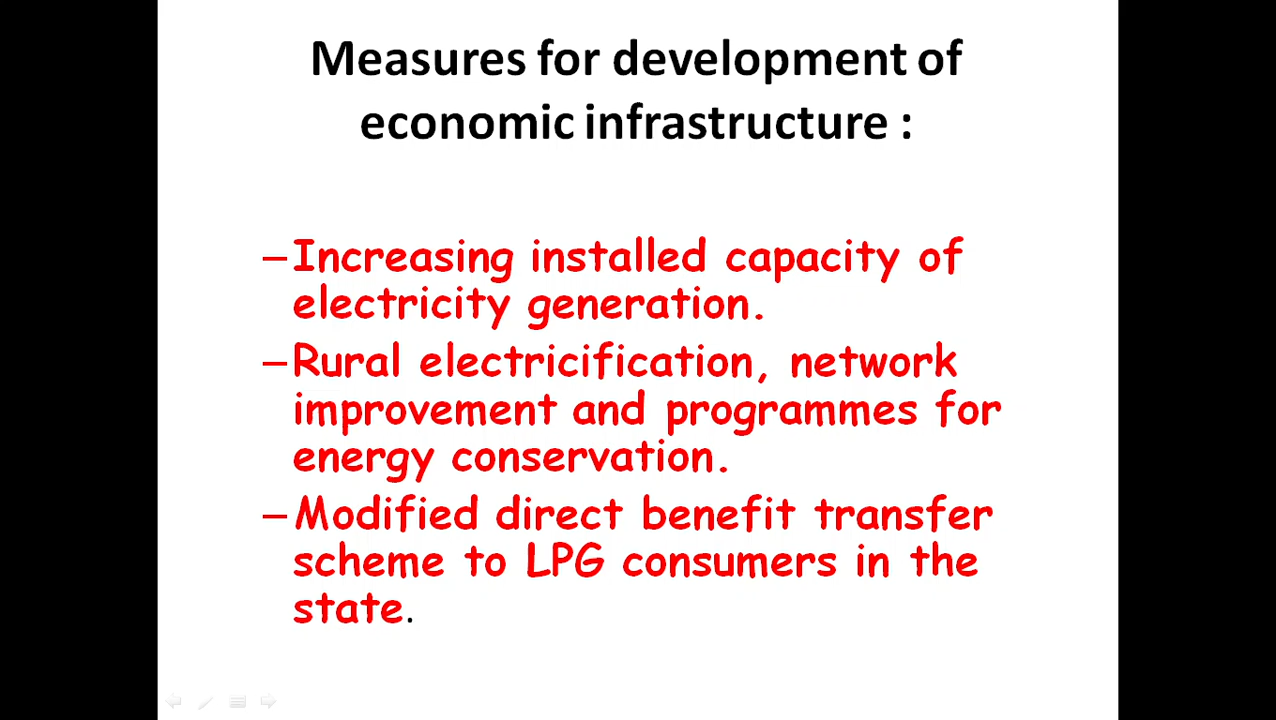 Measures for development of
economic infrastructure :
–Increasing installed capacity of
electricity generation.
–Rural electricification, network
improvement and programmes for
energy conservation.
–Modified direct benefit transfer
scheme to LPG consumers in the
state.